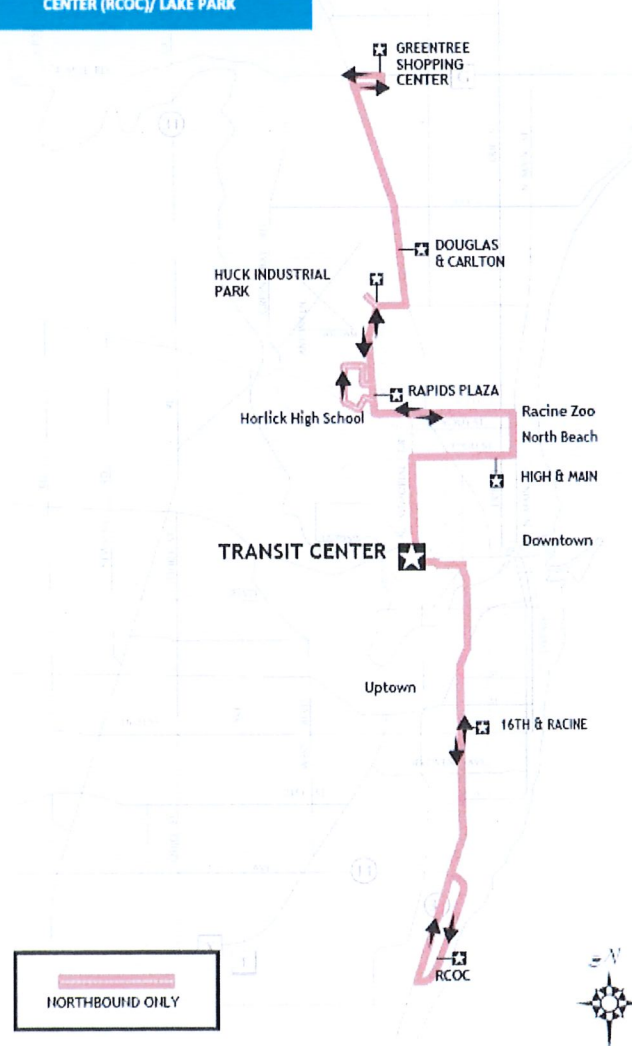 CENTER (RCOC)/ LAKE PARK
GREENTREE
SHOPPING
CENTER
DOUGLAS
& CARLTON
HUCK INDUSTRIAL
PARK
RAPIDS PLAZA
Horlick High School
Racine Zoo
North Beach
HIGH & MAIN
TRANSIT CENTER
Downtown
Uptown
16TH & RACINE
RCOC
NORTHBOUND ONLY
N